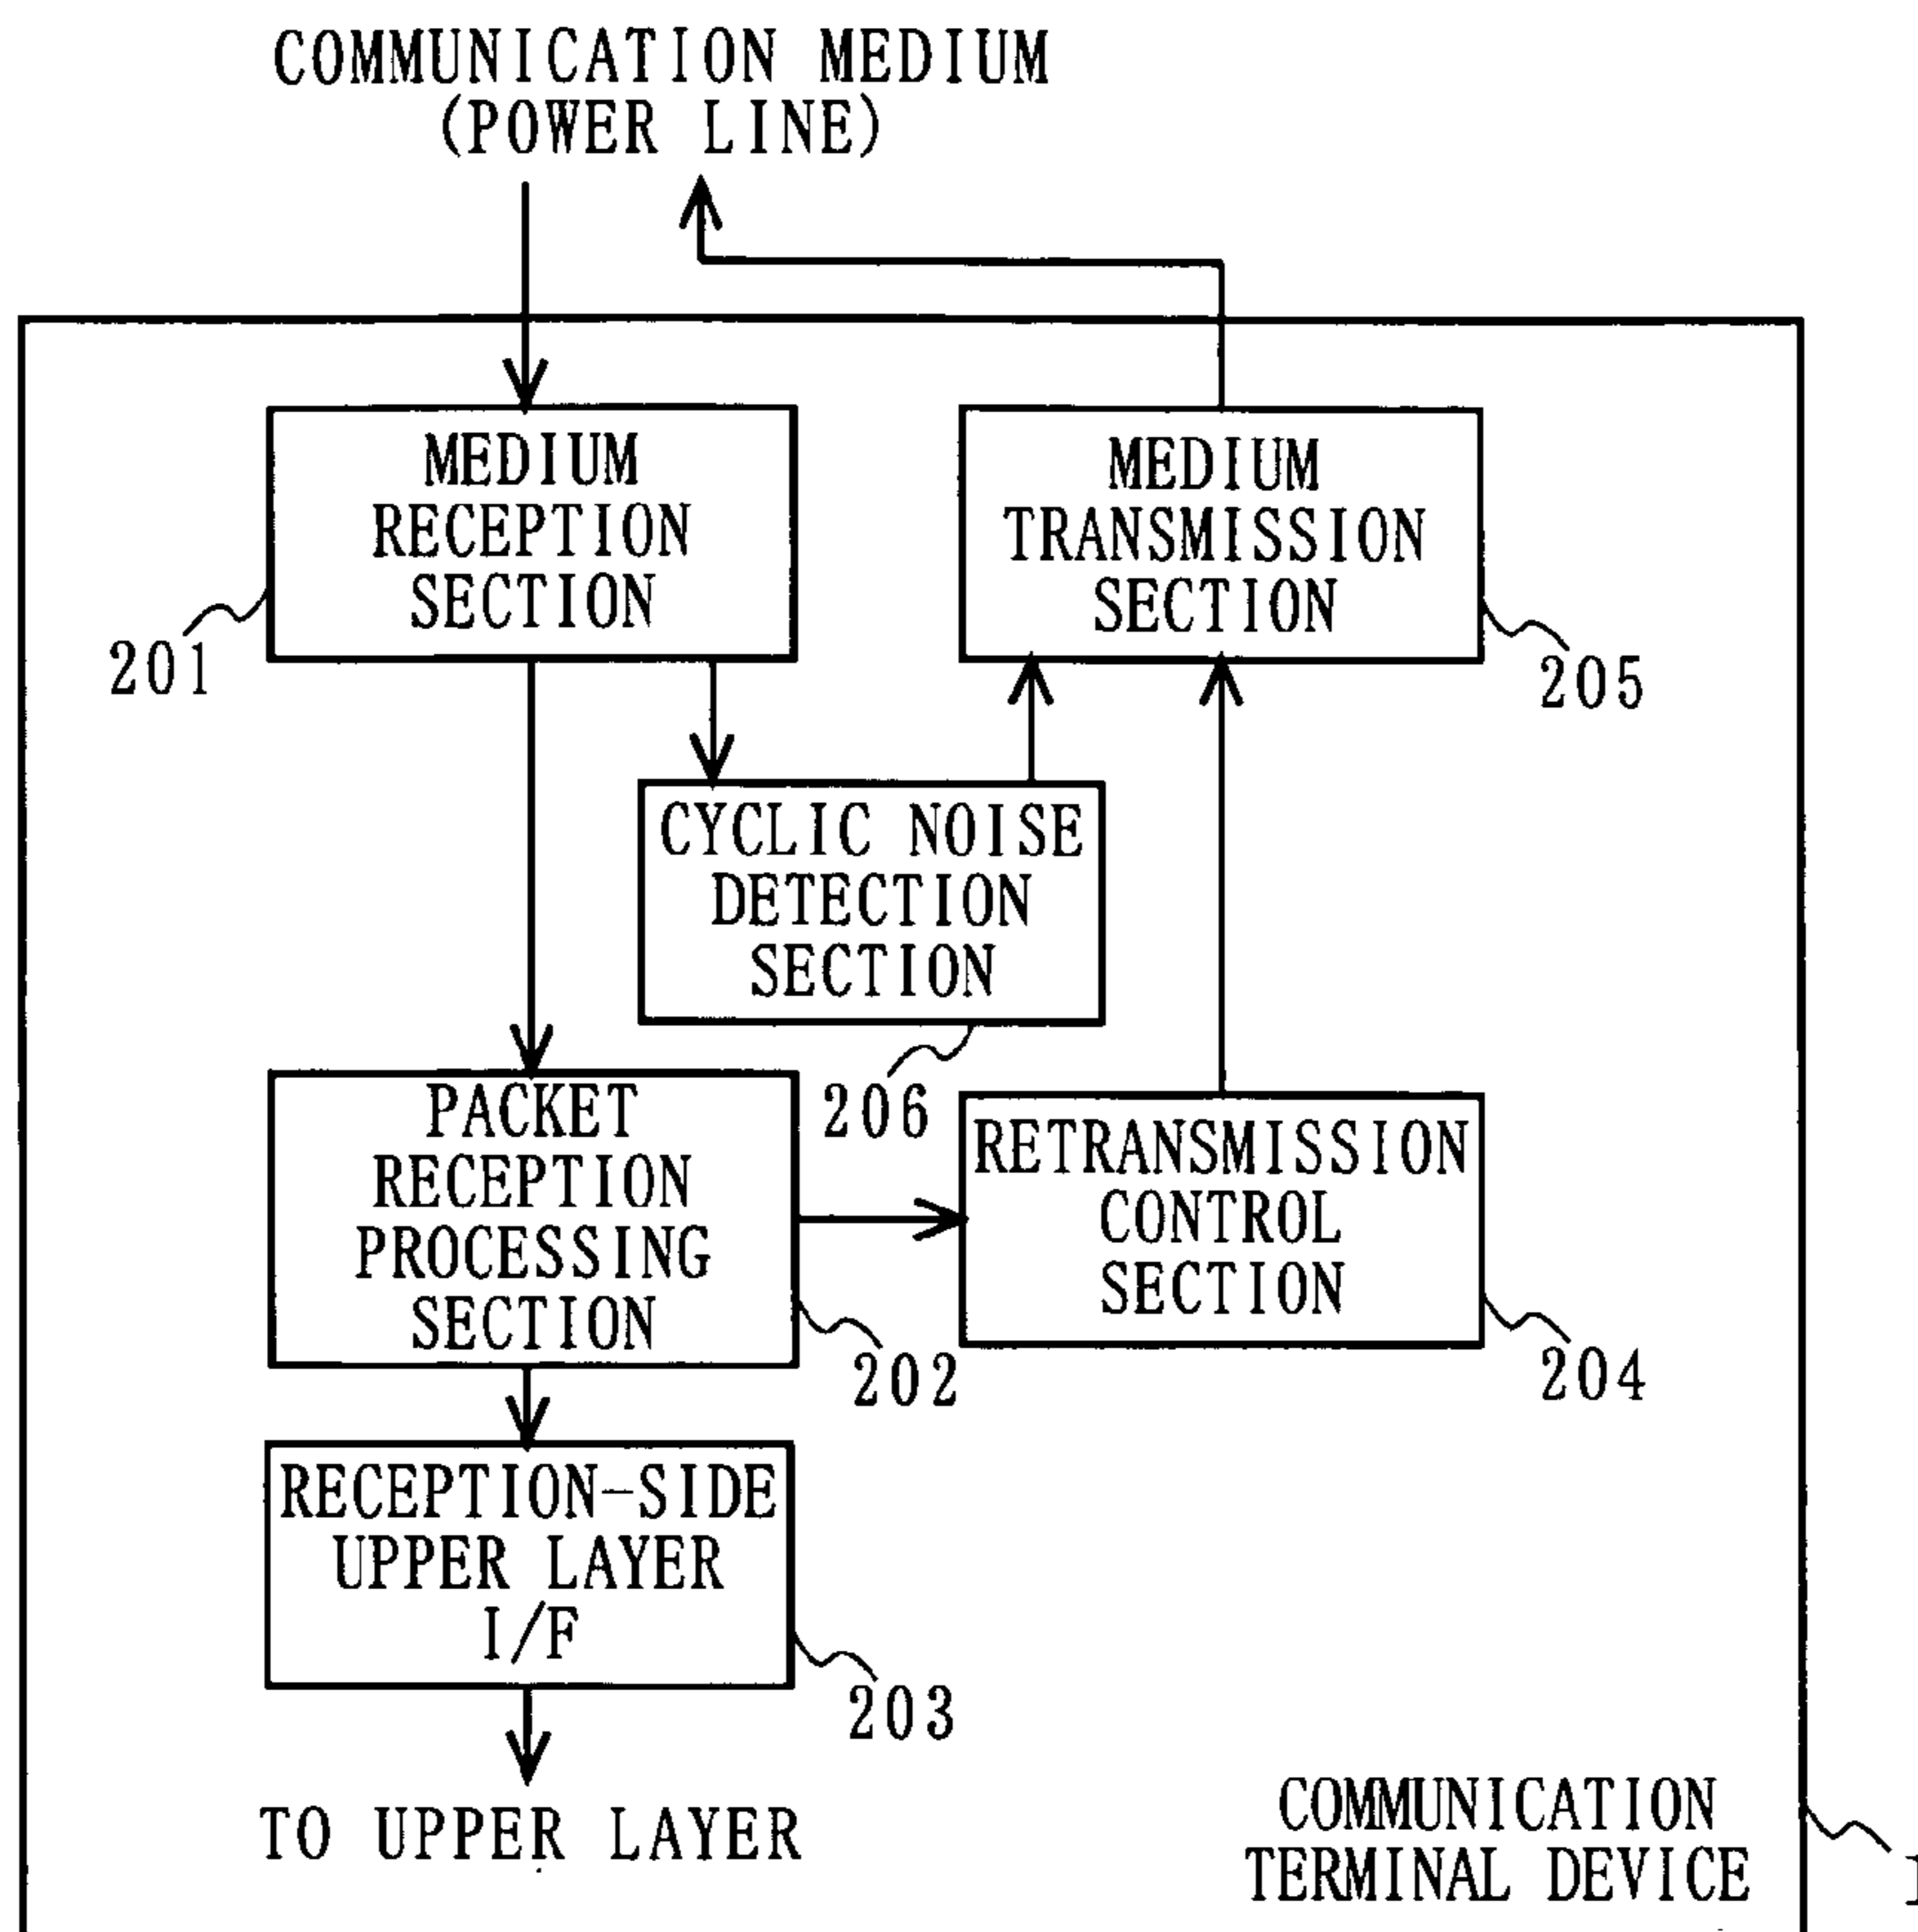 COMMUNICATION MEDIUM
(POWER LINE)
MEDIUM
RECEPTION
SECTION
201
MEDIUM
TRANSMISSION
SECTION
205
CYCLIC NOISE
DETECTION
SECTION
206
PACKET
RECEPTION
PROCESSING
SECTION
202
RETRANSMISSION
CONTROL
SECTION
204
RECEPTION-SIDE
UPPER LAYER
I/F
203
TO UPPER LAYER
COMMUNICATION
TERMINAL DEVICE